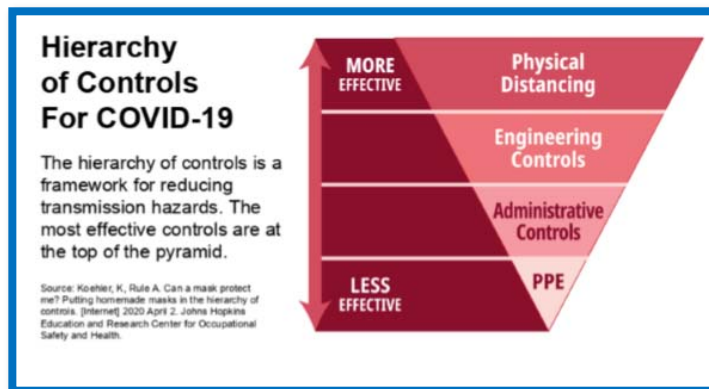 Hierarchy
of Controls
For COVID-19
The hierarchy of controls is a
framework for reducing
transmission hazards. The
most effective controls are at
the top of the pyramid.
Source: Koehler, K, Rule A. Can a mask protect
me? Putting homemade masks in the hierarchy of
controls. [Internet] 2020 April 2. Johns Hopkins
Education and Research Center for Occupational
Safety and Health.
MORE
EFFECTIVE
Physical
Distancing
Engineering
Controls
Administrative
Controls
LESS
EFFECTIVE
PPE